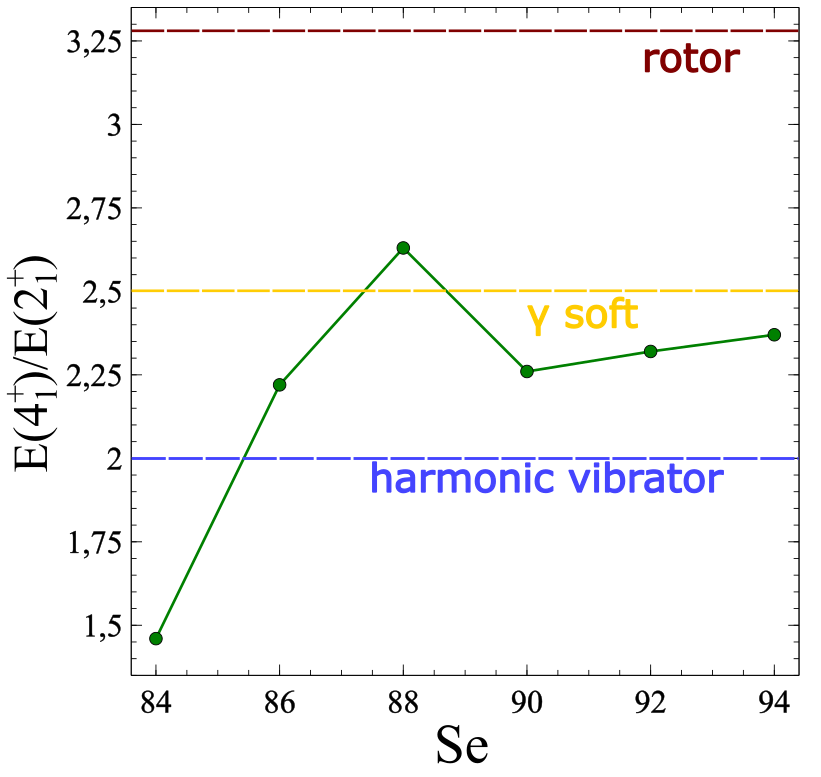 3,25
rotor
3
2,75
2,5
γ soft
E(4₁⁺)/E(2₁⁺)
2,25
2
harmonic vibrator
1,75
1,5
84 86 88 90 92 94
Se